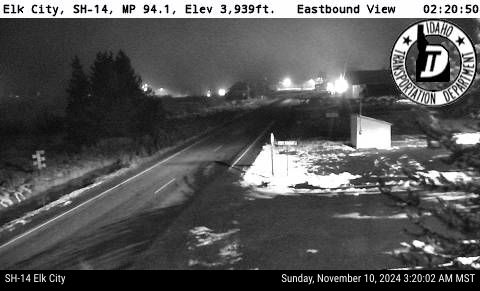 Elk City, SH-14, MP 94.1, Elev 3,939ft. Eastbound View 02:20:50
IDAHO
TRANSPORTATION DEPARTMENT
SH-14 Elk City Sunday, November 10, 2024 3:20:02 AM MST